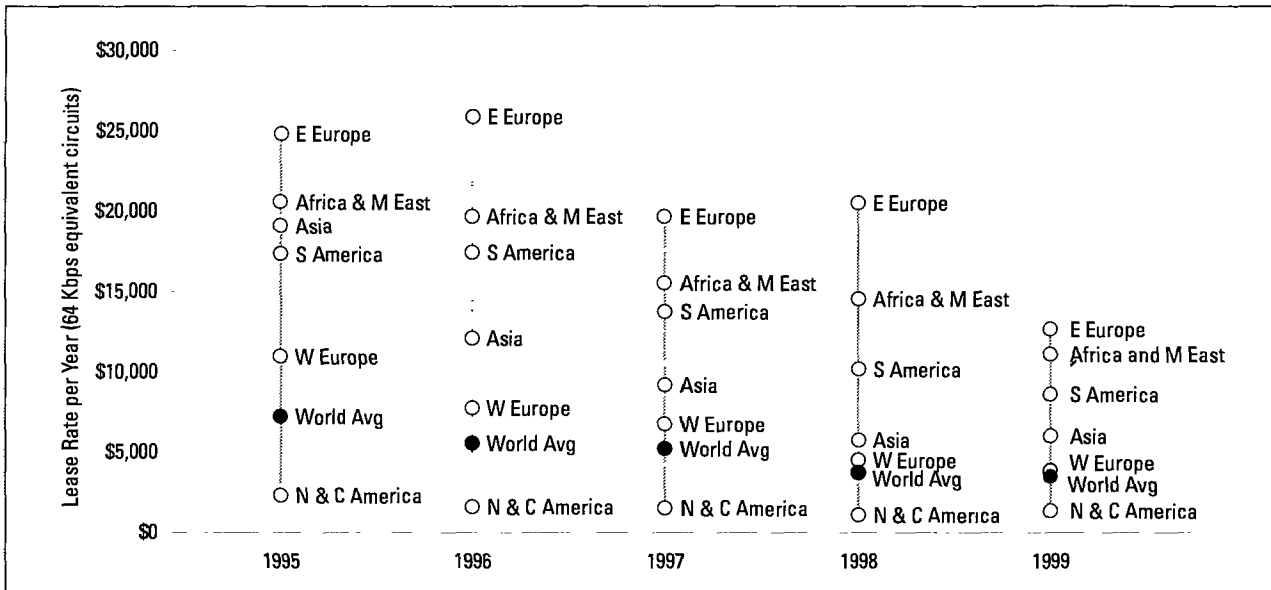 Lease Rate per Year (64 Kbps equivalent circuits)
$30,000
$25,000
$20,000
$15,000
$10,000
$5,000
$0
E Europe
Africa & M East
Asia
S America
W Europe
World Avg
N & C America
1995
E Europe
Africa & M East
S America
Asia
W Europe
World Avg
N & C America
1996
E Europe
Africa & M East
S America
Asia
W Europe
World Avg
N & C America
1997
E Europe
Africa & M East
S America
Asia
W Europe
World Avg
N & C America
1998
E Europe
Africa and M East
S America
Asia
W Europe
World Avg
N & C America
1999